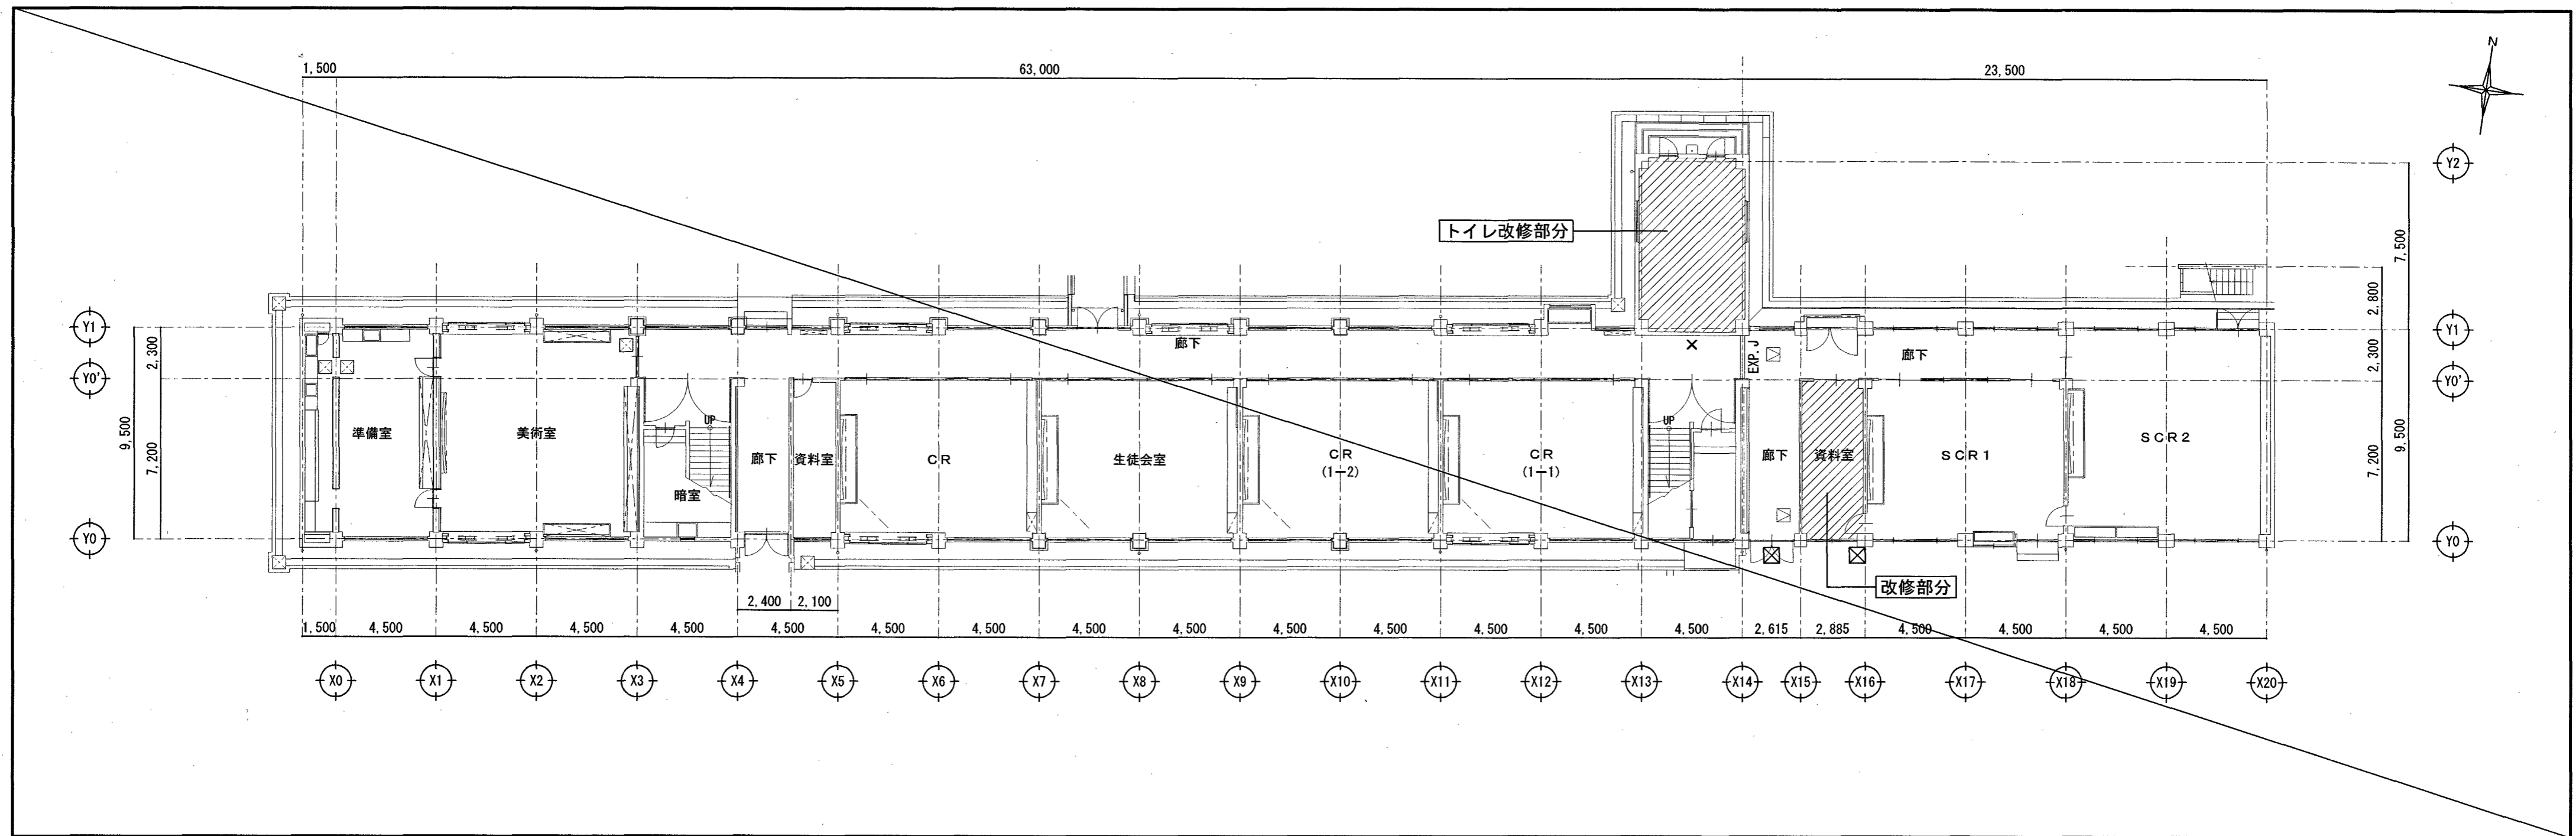 N
1,500 63,000 23,500
Y2
トイレ改修部分
7,500
2,800
Y1 Y1
廊下 EXP.J 廊下
2,300 2,300
Y0' Y0'
UP UP
9,500 7,200 準備室 美術室 暗室 廊下 資料室 CR 生徒会室 CR CR 廊下 資料室 SCR1 SCR2 7,200 9,500
(1-2) (1-1)
Y0 Y0
改修部分
2,400 2,100
1,500 4,500 4,500 4,500 4,500 4,500 4,500 4,500 4,500 4,500 4,500 4,500 4,500 4,500 4,500 2,615 2,885 4,500 4,500 4,500 4,500
X0 X1 X2 X3 X4 X5 X6 X7 X8 X9 X10 X11 X12 X13 X14 X15 X16 X17 X18 X19 X20